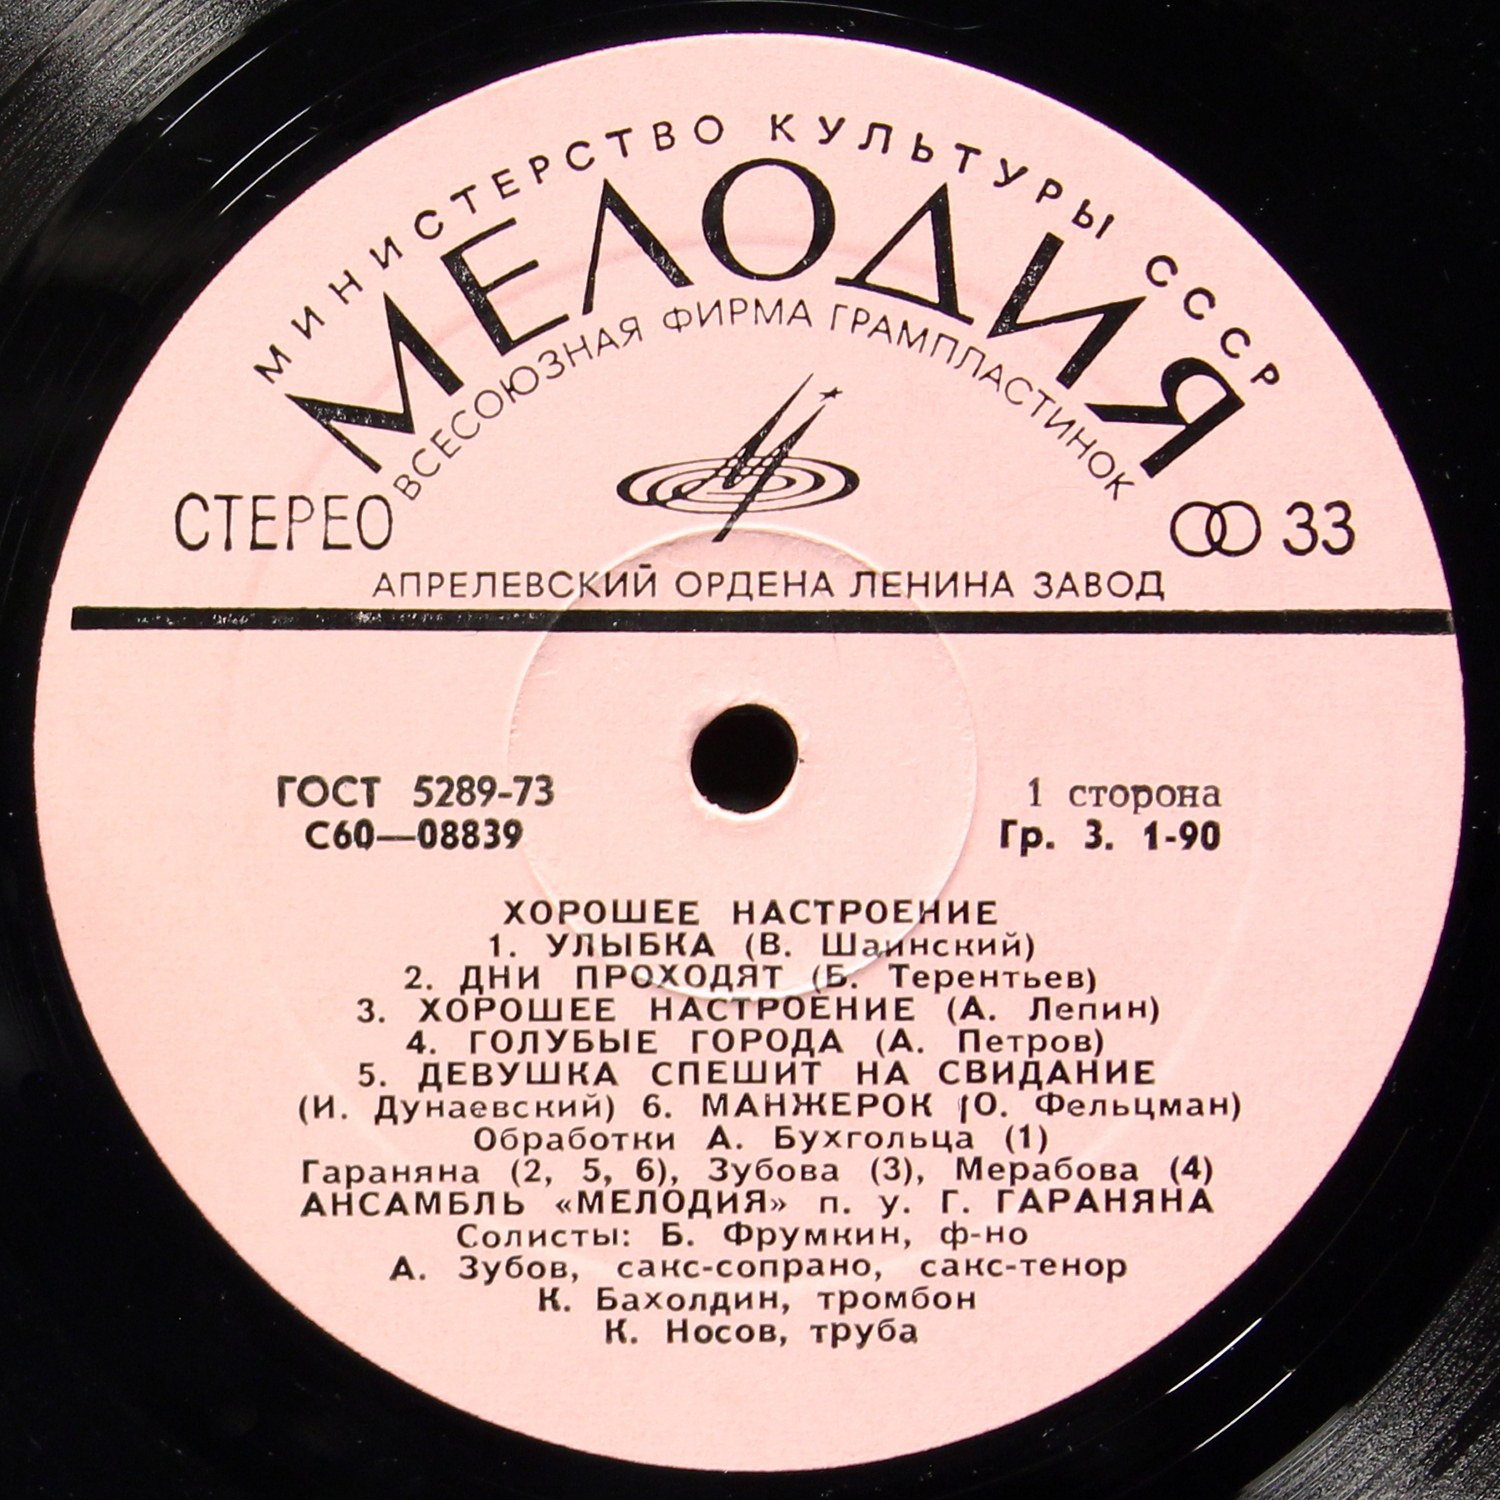 МИНИСТЕРСТВО КУЛЬТУРЫ СССР
МЕЛОДИЯ
ВСЕСОЮЗНАЯ ФИРМА ГРАМПЛАСТИНОК
СТЕРЕО
33
АПРЕЛЕВСКИЙ ОРДЕНА ЛЕНИНА ЗАВОД
ГОСТ 5289-73
С60—08839
1 сторона
Гр. 3. 1-90
ХОРОШЕЕ НАСТРОЕНИЕ
1. УЛЫБКА (В. Шаинский)
2. ДНИ ПРОХОДЯТ (Б. Терентьев)
3. ХОРОШЕЕ НАСТРОЕНИЕ (А. Лепин)
4. ГОЛУБЫЕ ГОРОДА (А. Петров)
5. ДЕВУШКА СПЕШИТ НА СВИДАНИЕ
(И. Дунаевский) 6. МАНЖЕРОК (О. Фельцман)
Обработки А. Бухгольца (1)
Гараняна (2, 5, 6), Зубова (3), Мерабова (4)
АНСАМБЛЬ «МЕЛОДИЯ» п. у. Г. ГАРАНЯНА
Солисты: Б. Фрумкин, ф-но
А. Зубов, сакс-сопрано, сакс-тенор
К. Бахолдин, тромбон
К. Носов, труба